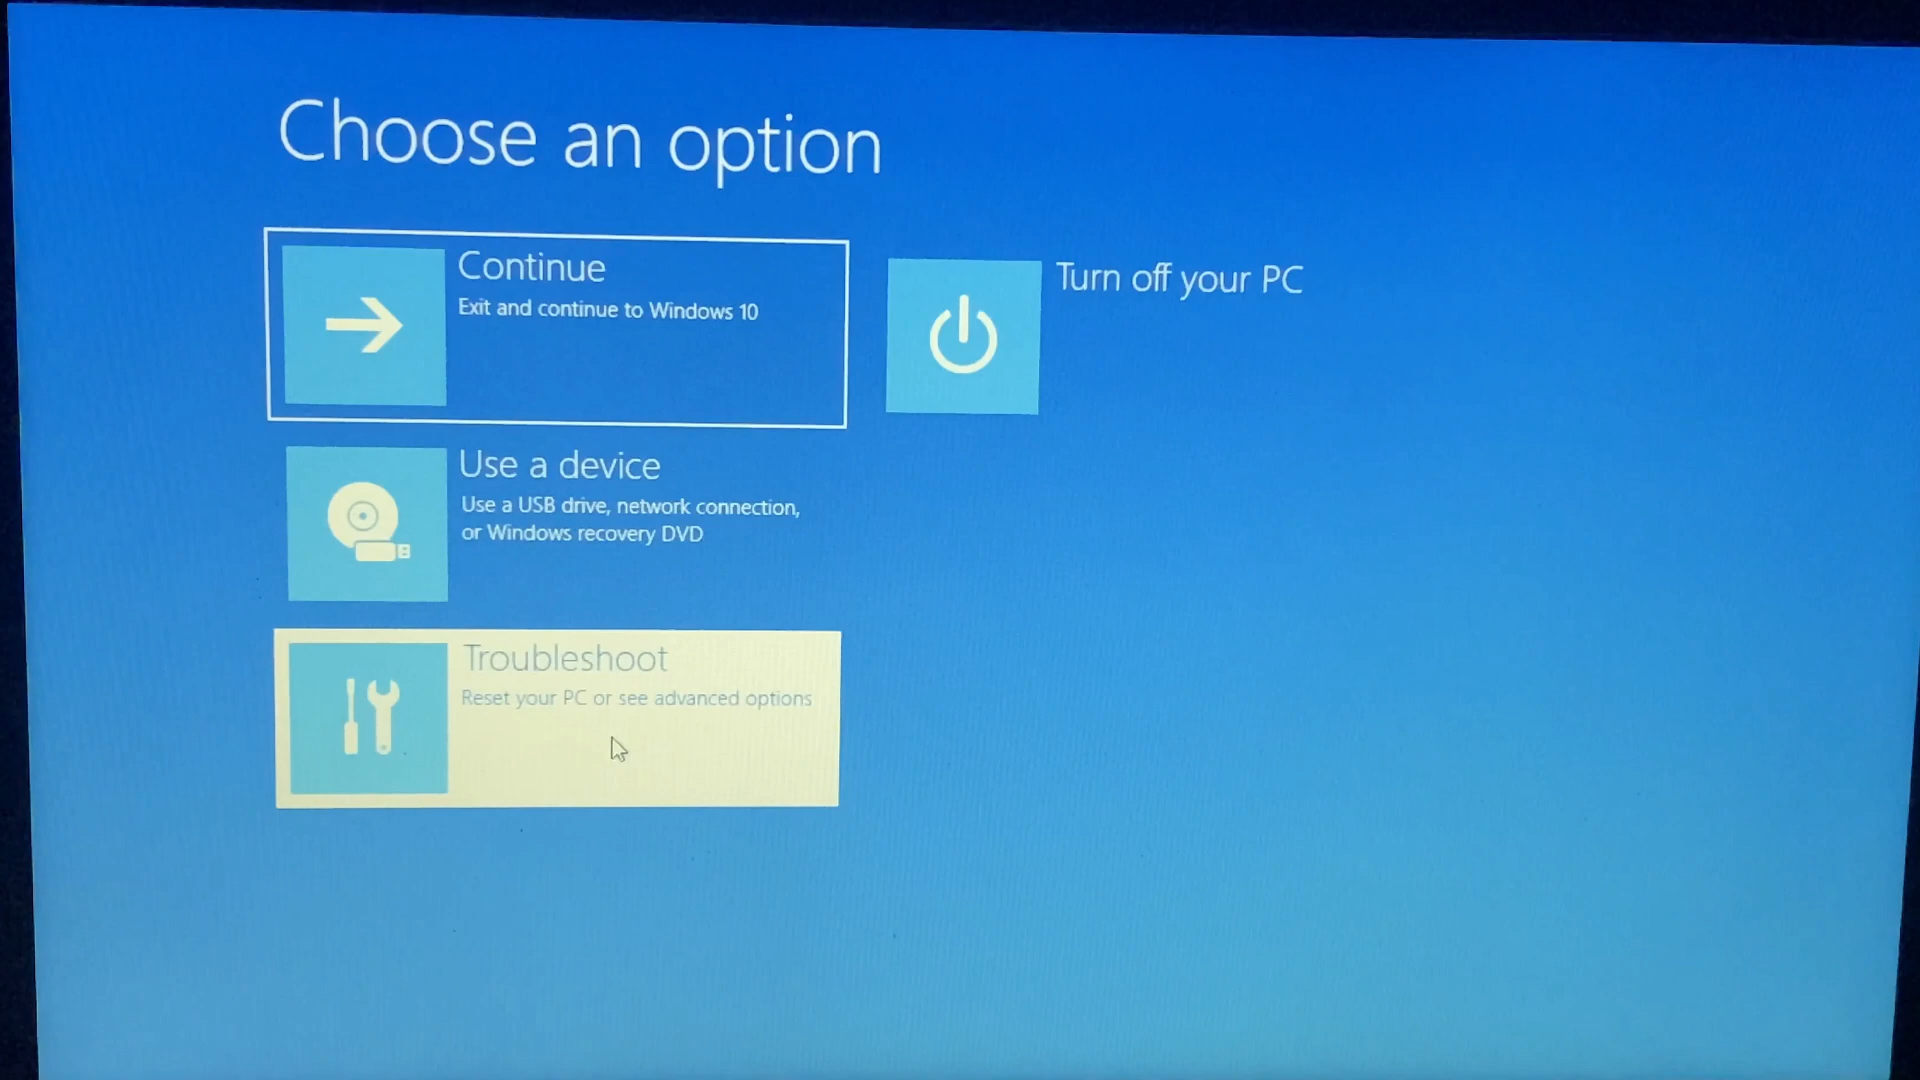 Choose an option
Continue
Exit and continue to Windows 10
Turn off your PC
Use a device
Use a USB drive, network connection,
or Windows recovery DVD
Troubleshoot
Reset your PC or see advanced options